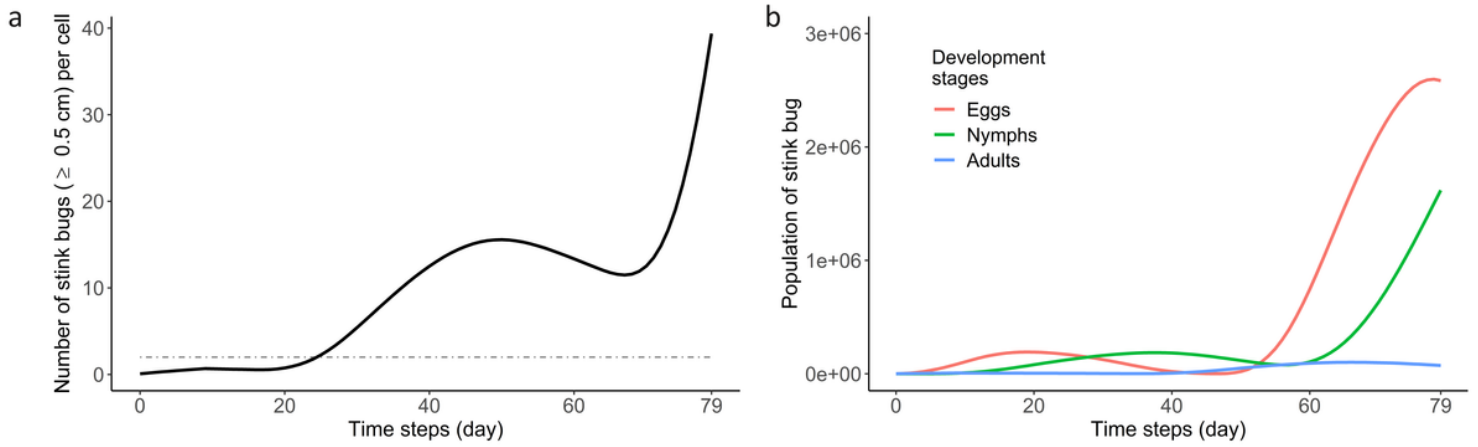 a
Number of stink bugs (≥ 0.5 cm) per cell
40
30
20
10
0
0 20 40 60 79
Time steps (day)
b
Population of stink bug
3e+06
2e+06
1e+06
0e+00
Development
stages
Eggs
Nymphs
Adults
0 20 40 60 79
Time steps (day)